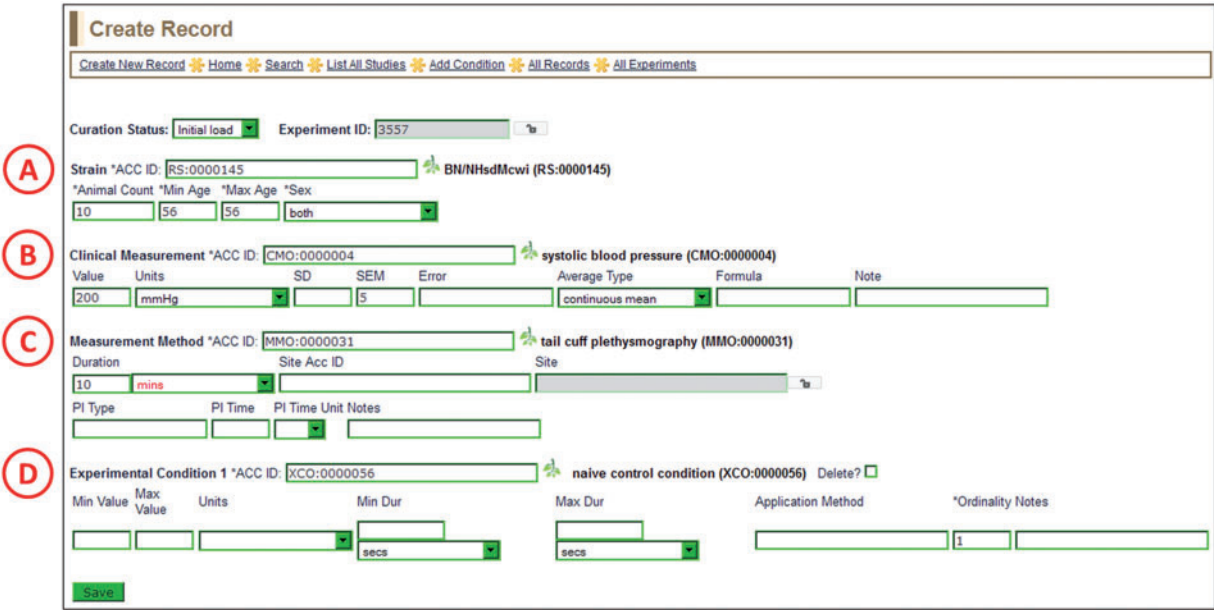 Create Record
Create New Record Home Search List All Studies Add Condition All Records All Experiments
Curation Status: Initial load Experiment ID: 3557
A
Strain *ACC ID: RS:0000145 BN/NHsdMcwi (RS:0000145)
*Animal Count *Min Age *Max Age *Sex
10 56 56 both
B
Clinical Measurement *ACC ID: CMO:0000004 systolic blood pressure (CMO:0000004)
Value Units SD SEM Error Average Type Formula Note
200 mmHg 5 continuous mean
C
Measurement Method *ACC ID: MMO:0000031 tail cuff plethysmography (MMO:0000031)
Duration Site Acc ID Site
10 mins
PI Type PI Time PI Time Unit Notes
D
Experimental Condition 1 *ACC ID: XCO:0000056 naive control condition (XCO:0000056) Delete?
Min Value Max Value Units Min Dur Max Dur Application Method *Ordinality Notes
1
secs secs
Save